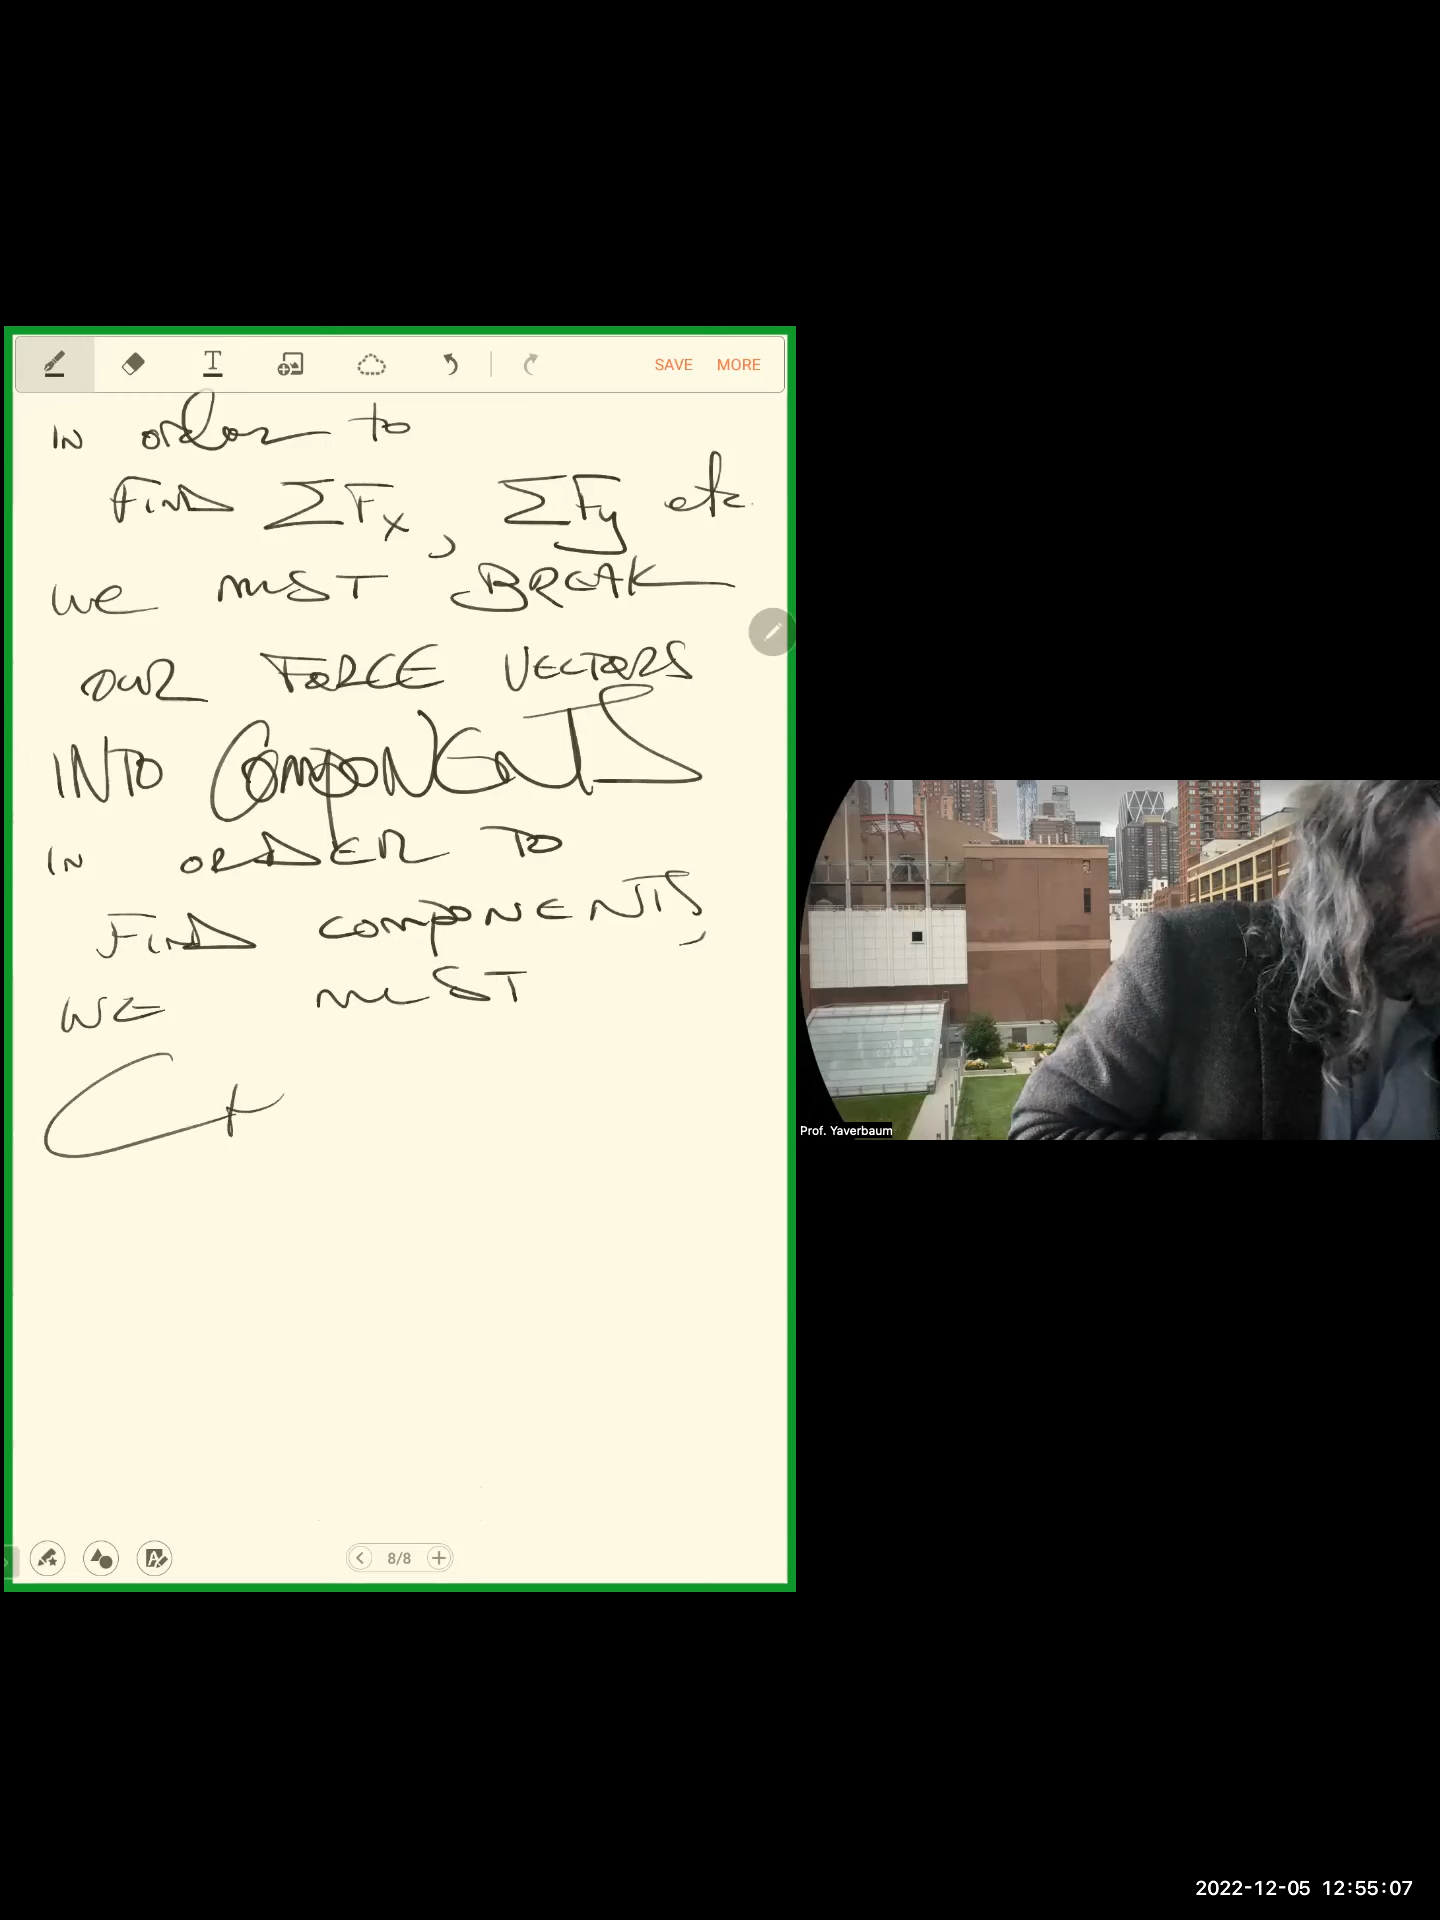 T
SAVE MORE
IN order to
FIND ΣFx, ΣFy etc.
WE MUST BREAK
OUR FORCE VECTORS
INTO COMPONENTS
IN ORDER TO
FIND COMPONENTS,
WE MUST
Prof. Yaverbaum
A
8/8
2022-12-05 12:55:07